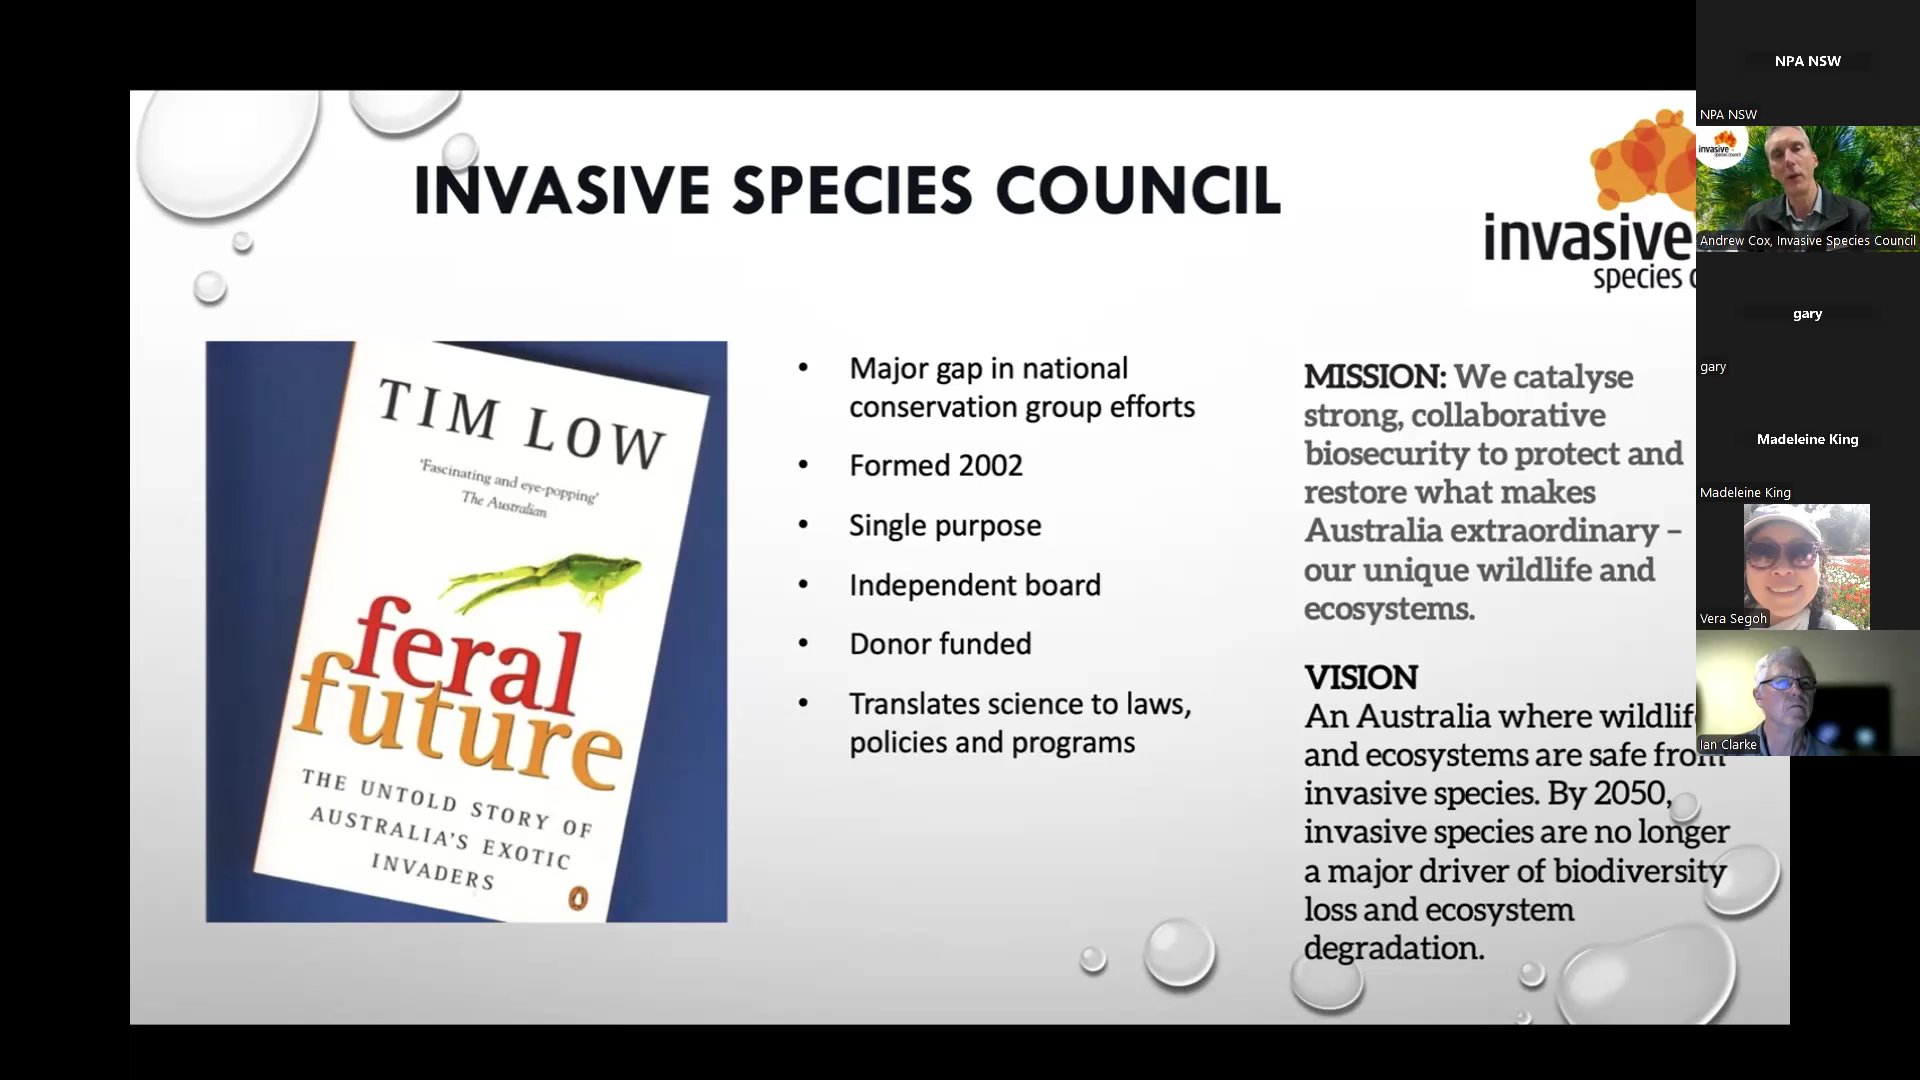 INVASIVE SPECIES COUNCIL
invasive
species
TIM LOW
'Fascinating and eye-popping'
The Australian
feral
future
THE UNTOLD STORY OF
AUSTRALIA'S EXOTIC
INVADERS
• Major gap in national
conservation group efforts
• Formed 2002
• Single purpose
• Independent board
• Donor funded
• Translates science to laws,
policies and programs
MISSION: We catalyse
strong, collaborative
biosecurity to protect and
restore what makes
Australia extraordinary –
our unique wildlife and
ecosystems.
VISION
An Australia where wildlif
and ecosystems are safe from
invasive species. By 2050,
invasive species are no longer
a major driver of biodiversity
loss and ecosystem
degradation.
NPA NSW
NPA NSW
invasive
Andrew Cox, Invasive Species Council
gary
gary
Madeleine King
Madeleine King
Vera Segoh
Ian Clarke